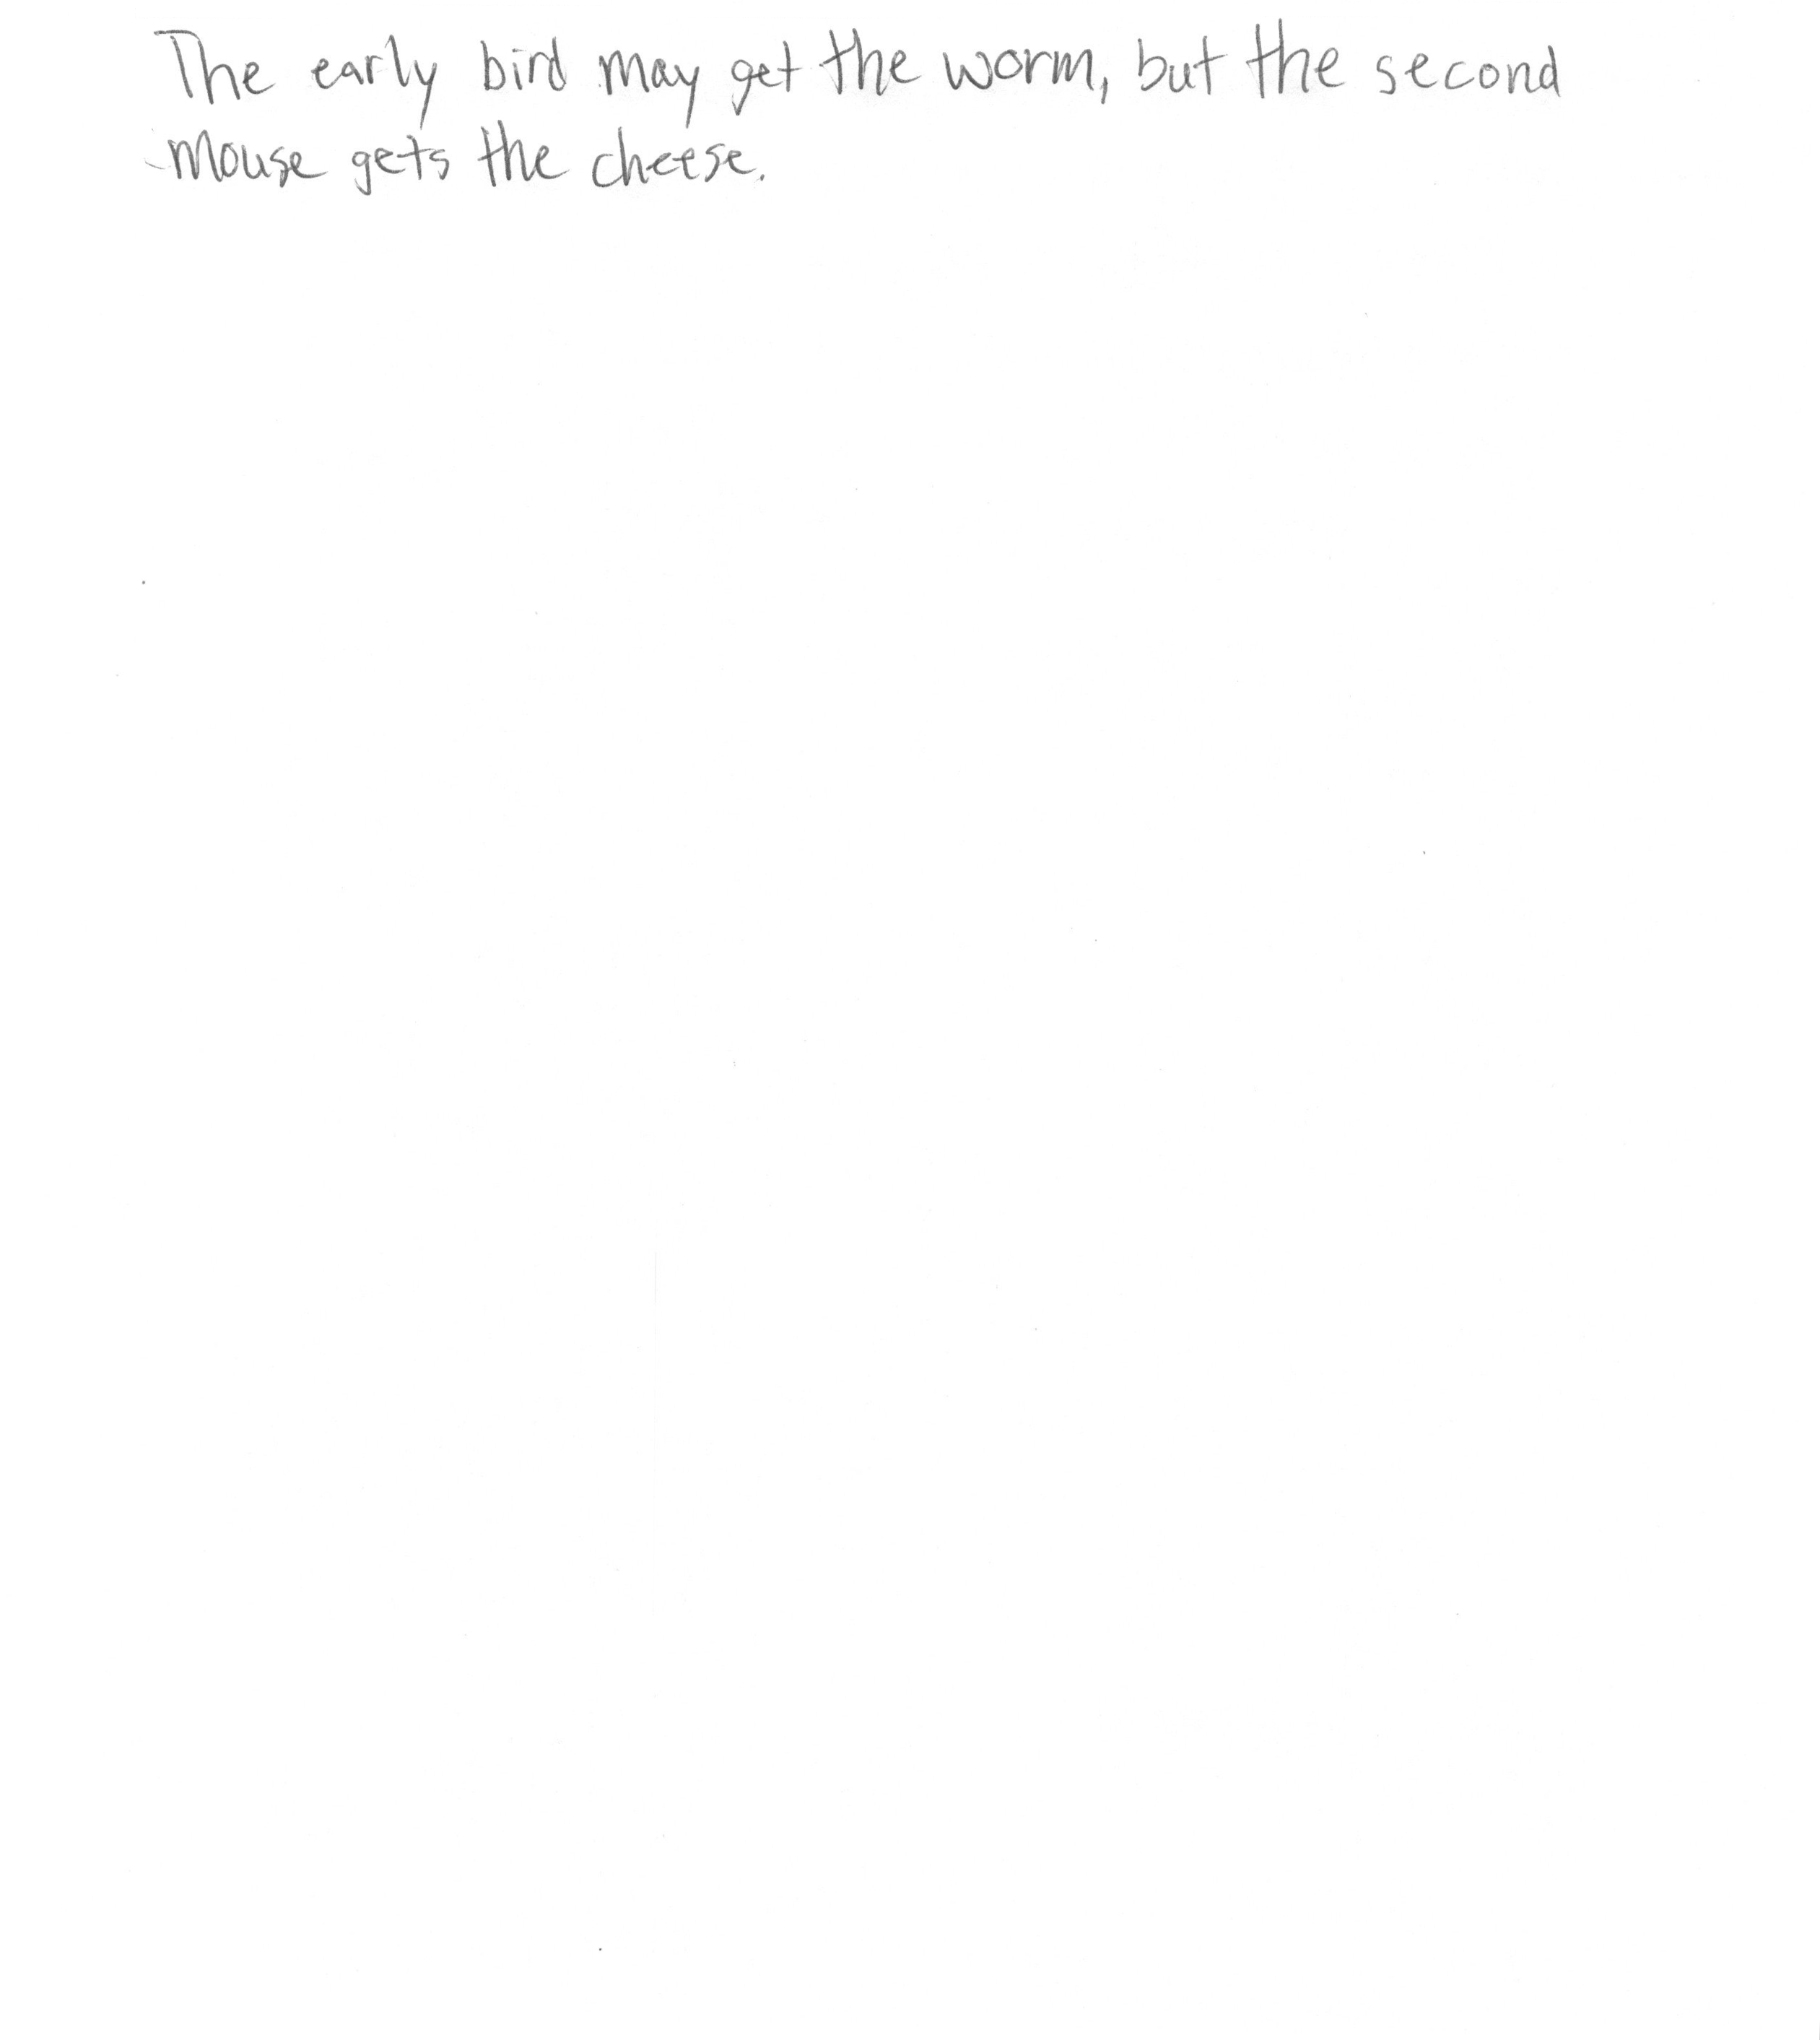 The early bird may get the worm, but the second
mouse gets the cheese.